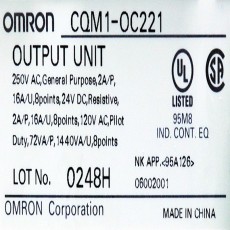 OMRON CQM1-OC221
OUTPUT UNIT
250V AC,General Purpose,2A/P,
16A/U,8points,24V DC,Resistive,
2A/P,16A/U,8points,120V AC,Pilot
Duty,72VA/P,1440VA/U,8points
UL
LISTED
95M8
IND. CONT. EQ
SA
NK APP.<95A126>
06002001
LOT No. 0248H
OMRON Corporation
MADE IN CHINA